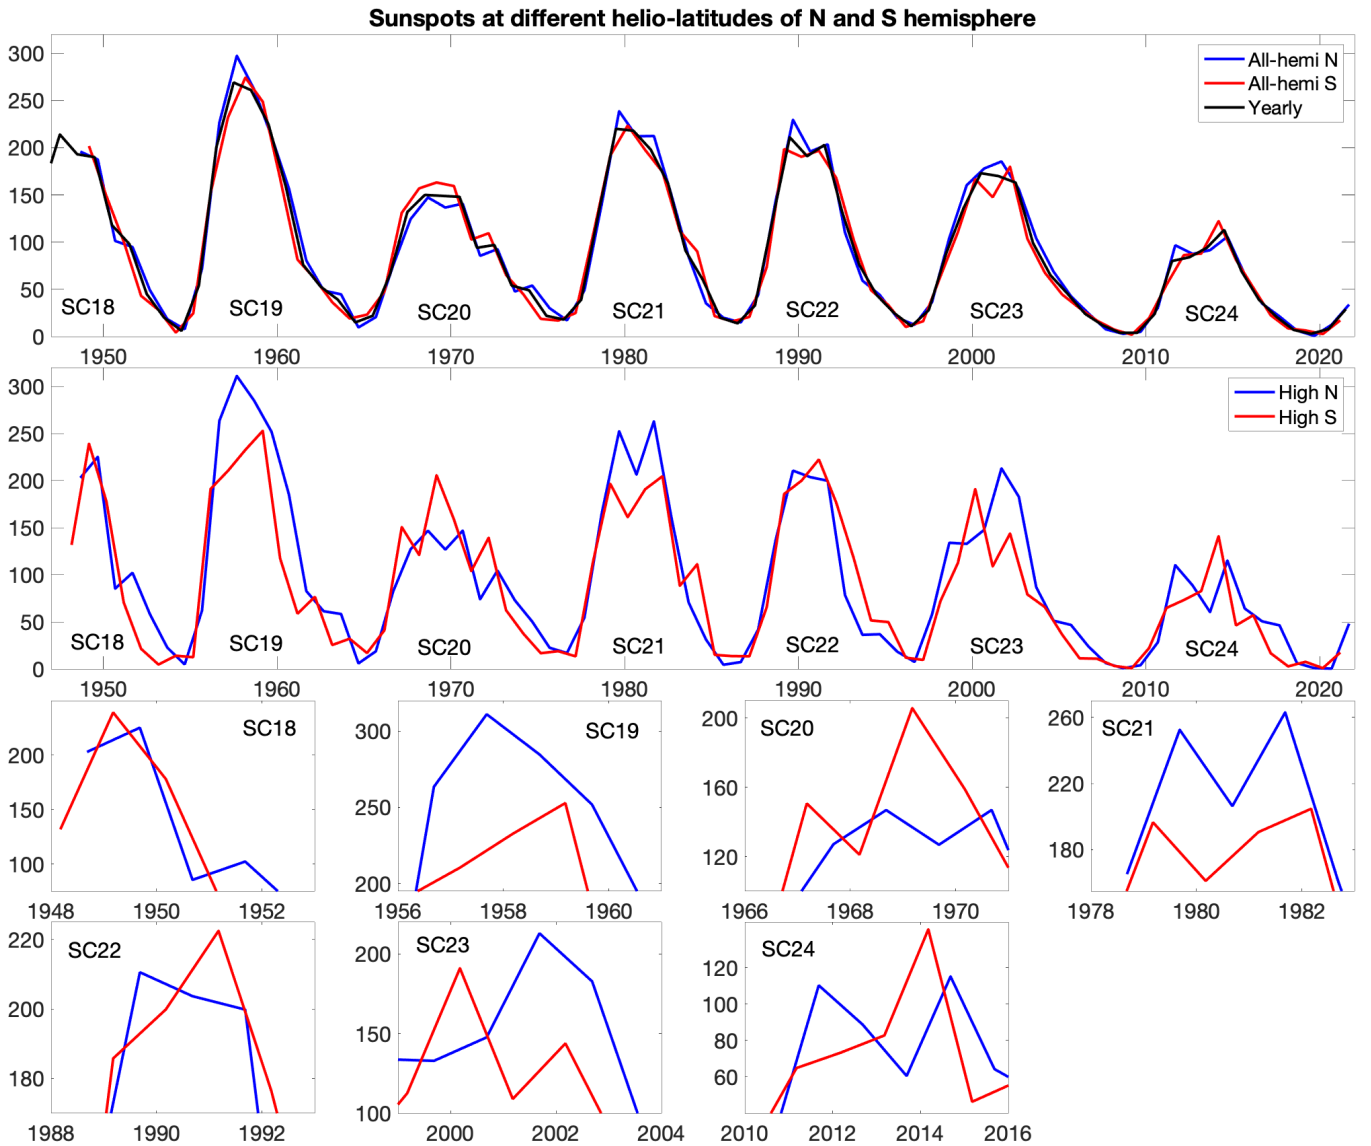 Sunspots at different helio-latitudes of N and S hemisphere
300
250
200
150
100
50
0
All-hemi N
All-hemi S
Yearly
SC18 SC19 SC20 SC21 SC22 SC23 SC24
1950 1960 1970 1980 1990 2000 2010 2020
300
250
200
150
100
50
0
High N
High S
SC18 SC19 SC20 SC21 SC22 SC23 SC24
1950 1960 1970 1980 1990 2000 2010 2020
SC18
200
150
100
1948 1950 1952
SC19
300
250
200
1956 1958 1960
SC20
200
160
120
1966 1968 1970
SC21
260
220
180
1978 1980 1982
SC22
220
200
180
1988 1990 1992
SC23
200
150
100
2000 2002 2004
SC24
120
100
80
60
2010 2012 2014 2016